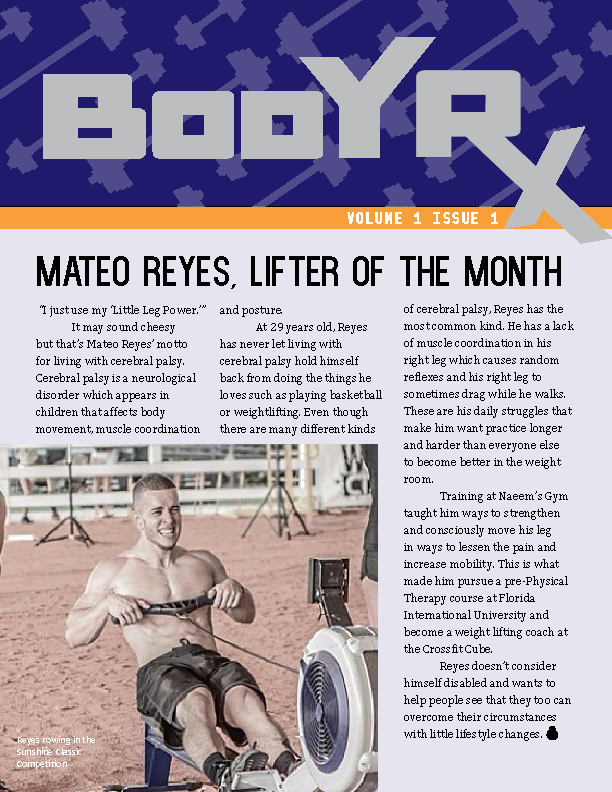 BODYRX
VOLUME 1 ISSUE 1
MATEO REYES, LIFTER OF THE MONTH
"I just use my 'Little Leg Power.'"
It may sound cheesy
but that's Mateo Reyes' motto
for living with cerebral palsy.
Cerebral palsy is a neurological
disorder which appears in
children that affects body
movement, muscle coordination
and posture.
At 29 years old, Reyes
has never let living with
cerebral palsy hold himself
back from doing the things he
loves such as playing basketball
or weightlifting. Even though
there are many different kinds
of cerebral palsy, Reyes has the
most common kind. He has a lack
of muscle coordination in his
right leg which causes random
reflexes and his right leg to
sometimes drag while he walks.
These are his daily struggles that
make him want practice longer
and harder than everyone else
to become better in the weight
room.
Training at Naeem's Gym
taught him ways to strengthen
and consciously move his leg
in ways to lessen the pain and
increase mobility. This is what
made him pursue a pre-Physical
Therapy course at Florida
International University and
become a weight lifting coach at
the Crossfit Cube.
Reyes doesn't consider
himself disabled and wants to
help people see that they too can
overcome their circumstances
with little lifestyle changes.
Reyes rowing in the
Sunshine Classic
Competition